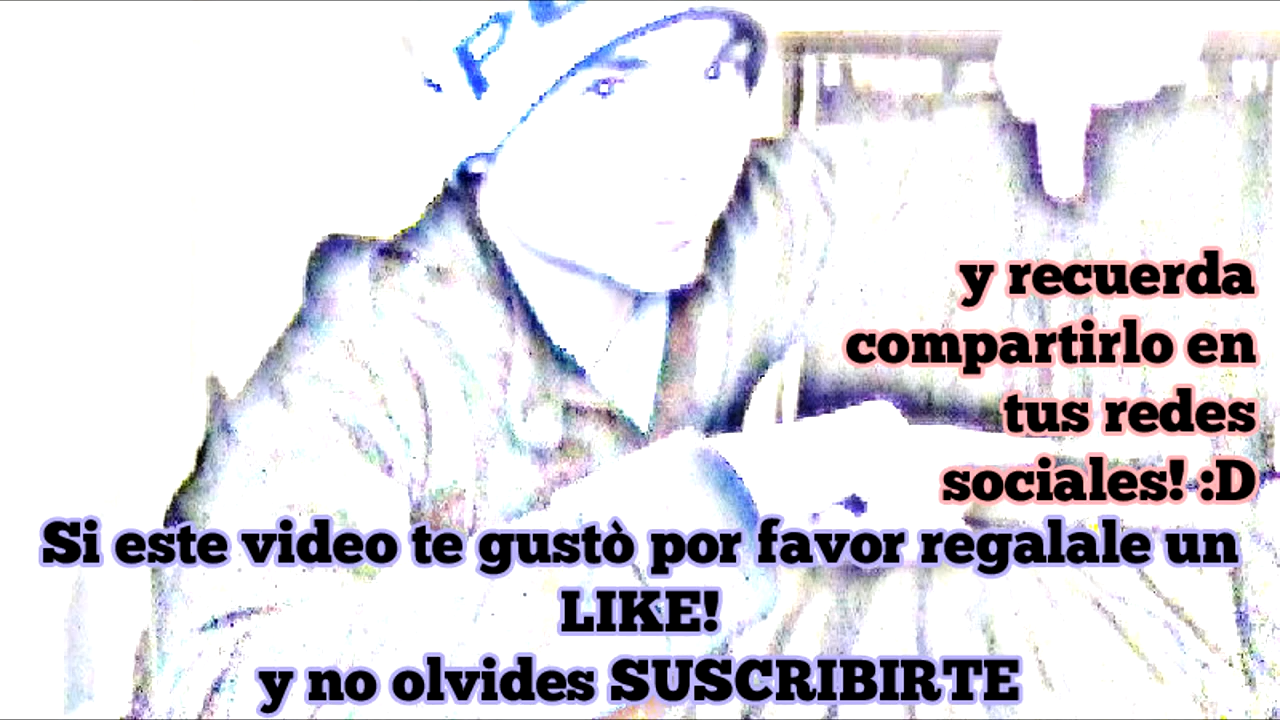 y recuerda
compartirlo en
tus redes
sociales! :D
Si este video te gustò por favor regalale un
LIKE!
y no olvides SUSCRIBIRTE